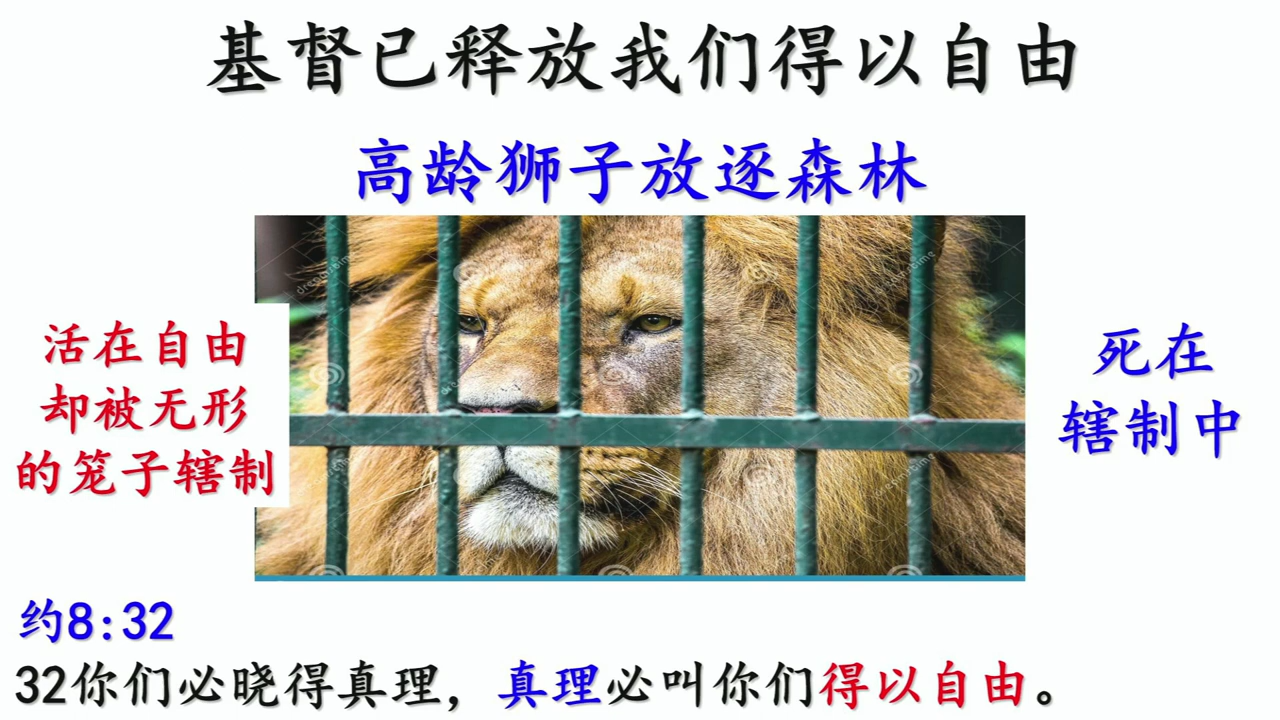 基督已释放我们得以自由
高龄狮子放逐森林
活在自由
却被无形
的笼子辖制
死在
辖制中
约8:32
32你们必晓得真理，真理必叫你们得以自由。